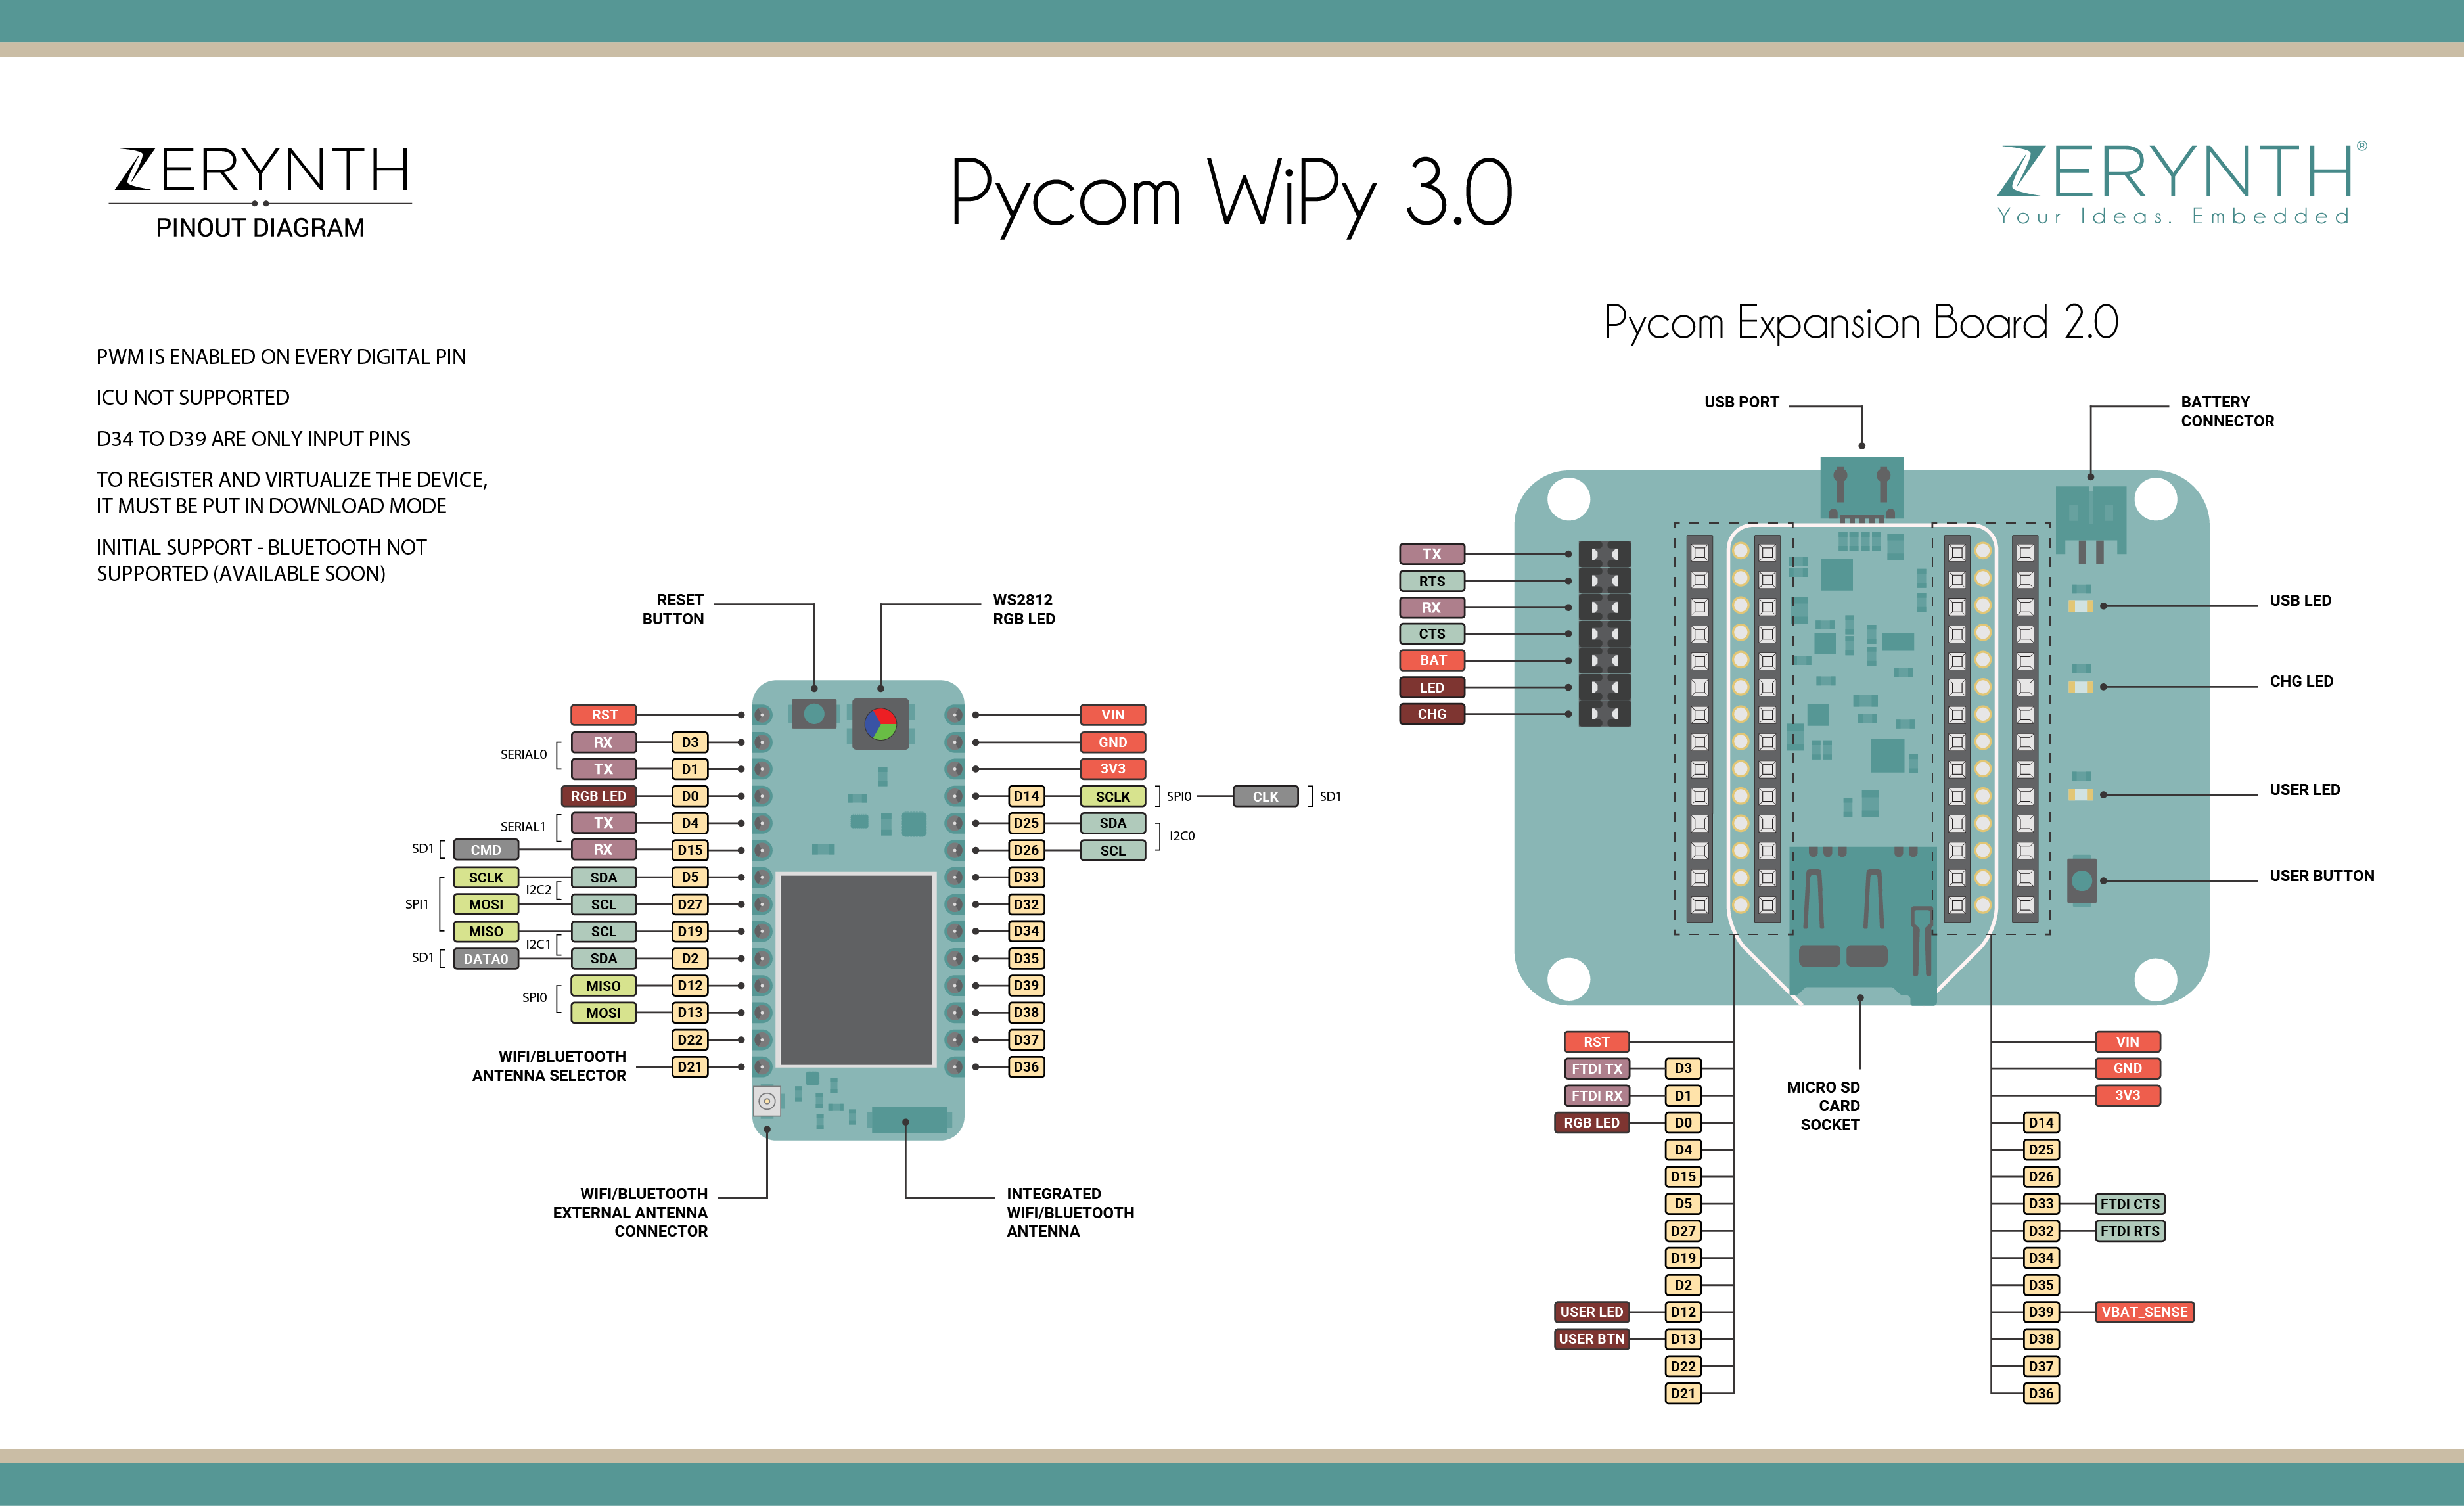 ZERYNTH
PINOUT DIAGRAM
Pycom WiPy 3.0
ZERYNTH®
Your Ideas. Embedded
PWM IS ENABLED ON EVERY DIGITAL PIN
ICU NOT SUPPORTED
D34 TO D39 ARE ONLY INPUT PINS
TO REGISTER AND VIRTUALIZE THE DEVICE,
IT MUST BE PUT IN DOWNLOAD MODE
INITIAL SUPPORT - BLUETOOTH NOT
SUPPORTED (AVAILABLE SOON)
RESET
BUTTON
WS2812
RGB LED
RST
SERIAL0
RX D3
TX D1
RGB LED D0
SERIAL1
TX D4
SD1 CMD RX D15
SPI1
SCLK SDA D5
I2C2
MOSI SCL D27
MISO SCL D19
I2C1
SD1 DATA0 SDA D2
SPI0
MISO D12
MOSI D13
D22
WIFI/BLUETOOTH
ANTENNA SELECTOR
D21
VIN
GND
3V3
D14 SCLK SPI0 CLK SD1
D25 SDA
I2C0
D26 SCL
D33
D32
D34
D35
D39
D38
D37
D36
WIFI/BLUETOOTH
EXTERNAL ANTENNA
CONNECTOR
INTEGRATED
WIFI/BLUETOOTH
ANTENNA
Pycom Expansion Board 2.0
USB PORT
BATTERY
CONNECTOR
TX
RTS
RX
CTS
BAT
LED
CHG
USB LED
CHG LED
USER LED
USER BUTTON
MICRO SD
CARD
SOCKET
RST
FTDI TX D3
FTDI RX D1
RGB LED D0
D4
D15
D5
D27
D19
D2
USER LED D12
USER BTN D13
D22
D21
VIN
GND
3V3
D14
D25
D26
D33 FTDI CTS
D32 FTDI RTS
D34
D35
D39 VBAT_SENSE
D38
D37
D36